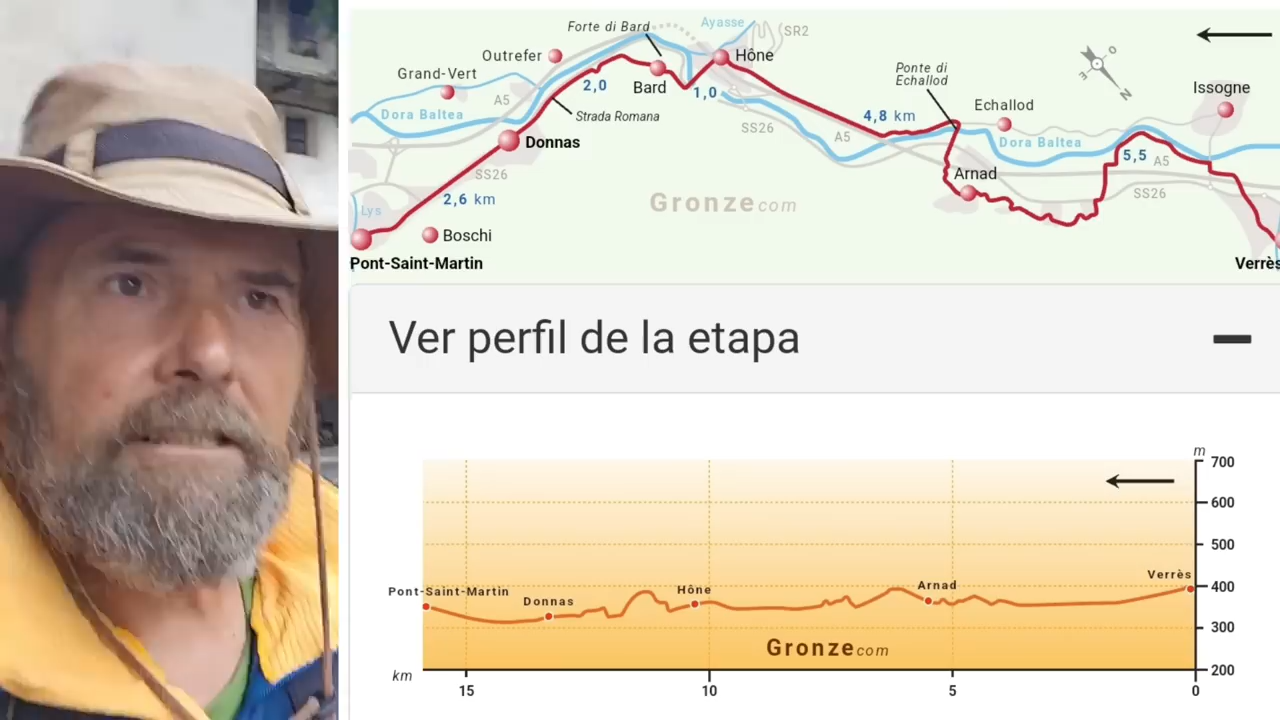 Forte di Bard
Ayasse
SR2
Outrefer
Hône
Grand-Vert
Bard
2,0
1,0
A5
Dora Baltea
Strada Romana
Donnas
SS26
2,6 km
Lys
Boschi
Pont-Saint-Martin
Ponte di
Echallod
4,8 km
SS26
A5
Echallod
Dora Baltea
Arnad
O
E
N
Issogne
5,5
A5
SS26
Verrès
Gronze.com
Ver perfil de la etapa
m
700
600
500
400
300
200
Pont-Saint-Martin
Donnas
Hône
Arnad
Verrès
Gronze.com
km
15
10
5
0